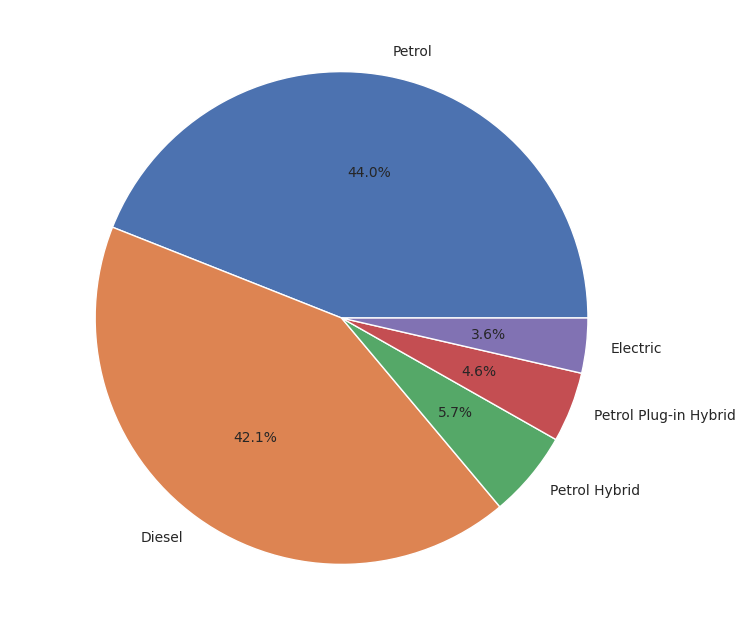 Petrol
44.0%
3.6%
Electric
4.6%
Petrol Plug-in Hybrid
5.7%
42.1%
Petrol Hybrid
Diesel